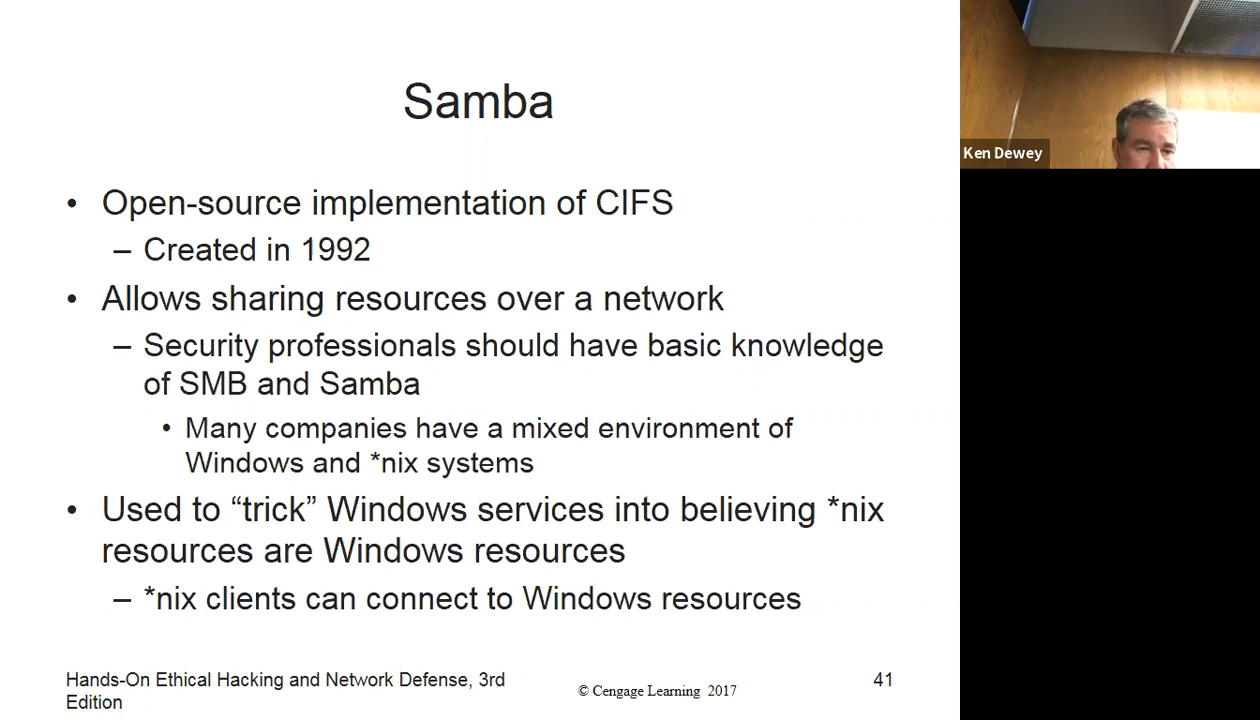 Samba
• Open-source implementation of CIFS
– Created in 1992
• Allows sharing resources over a network
– Security professionals should have basic knowledge
of SMB and Samba
• Many companies have a mixed environment of
Windows and *nix systems
• Used to “trick” Windows services into believing *nix
resources are Windows resources
– *nix clients can connect to Windows resources
Hands-On Ethical Hacking and Network Defense, 3rd
Edition
© Cengage Learning 2017
41
Ken Dewey